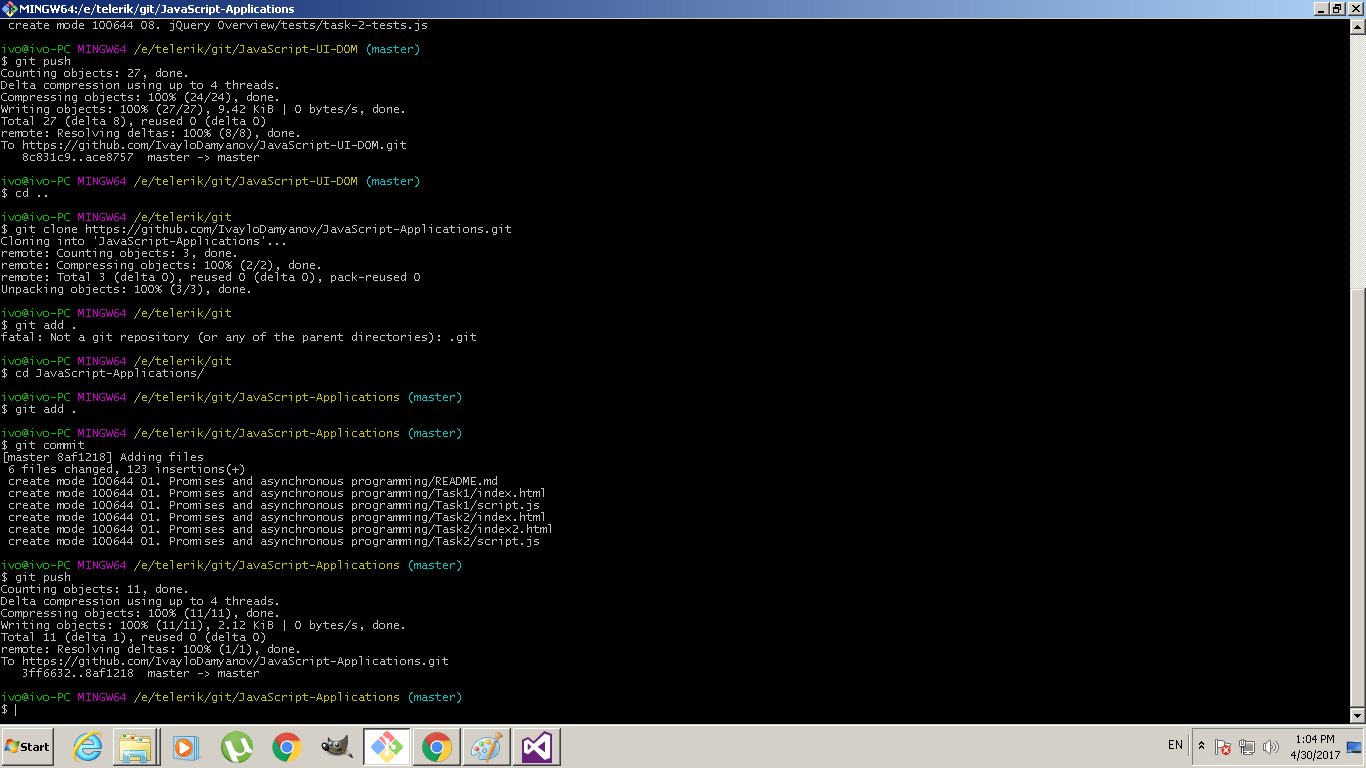 MINGW64:/e/telerik/git/JavaScript-Applications
 create mode 100644 08. jQuery Overview/tests/task-2-tests.js
ivo@ivo-PC MINGW64 /e/telerik/git/JavaScript-UI-DOM (master)
$ git push
Counting objects: 27, done.
Delta compression using up to 4 threads.
Compressing objects: 100% (24/24), done.
Writing objects: 100% (27/27), 9.42 KiB | 0 bytes/s, done.
Total 27 (delta 8), reused 0 (delta 0)
remote: Resolving deltas: 100% (8/8), done.
To https://github.com/IvayloDamyanov/JavaScript-UI-DOM.git
   8c831c9..ace8757  master -> master
ivo@ivo-PC MINGW64 /e/telerik/git/JavaScript-UI-DOM (master)
$ cd ..
ivo@ivo-PC MINGW64 /e/telerik/git
$ git clone https://github.com/IvayloDamyanov/JavaScript-Applications.git
Cloning into 'JavaScript-Applications'...
remote: Counting objects: 3, done.
remote: Compressing objects: 100% (2/2), done.
remote: Total 3 (delta 0), reused 0 (delta 0), pack-reused 0
Unpacking objects: 100% (3/3), done.
ivo@ivo-PC MINGW64 /e/telerik/git
$ git add .
fatal: Not a git repository (or any of the parent directories): .git
ivo@ivo-PC MINGW64 /e/telerik/git
$ cd JavaScript-Applications/
ivo@ivo-PC MINGW64 /e/telerik/git/JavaScript-Applications (master)
$ git add .
ivo@ivo-PC MINGW64 /e/telerik/git/JavaScript-Applications (master)
$ git commit
[master 8af1218] Adding files
 6 files changed, 123 insertions(+)
 create mode 100644 01. Promises and asynchronous programming/README.md
 create mode 100644 01. Promises and asynchronous programming/Task1/index.html
 create mode 100644 01. Promises and asynchronous programming/Task1/script.js
 create mode 100644 01. Promises and asynchronous programming/Task2/index.html
 create mode 100644 01. Promises and asynchronous programming/Task2/index2.html
 create mode 100644 01. Promises and asynchronous programming/Task2/script.js
ivo@ivo-PC MINGW64 /e/telerik/git/JavaScript-Applications (master)
$ git push
Counting objects: 11, done.
Delta compression using up to 4 threads.
Compressing objects: 100% (11/11), done.
Writing objects: 100% (11/11), 2.12 KiB | 0 bytes/s, done.
Total 11 (delta 1), reused 0 (delta 0)
remote: Resolving deltas: 100% (1/1), done.
To https://github.com/IvayloDamyanov/JavaScript-Applications.git
   3ff6632..8af1218  master -> master
ivo@ivo-PC MINGW64 /e/telerik/git/JavaScript-Applications (master)
$
Start
EN
1:04 PM
4/30/2017